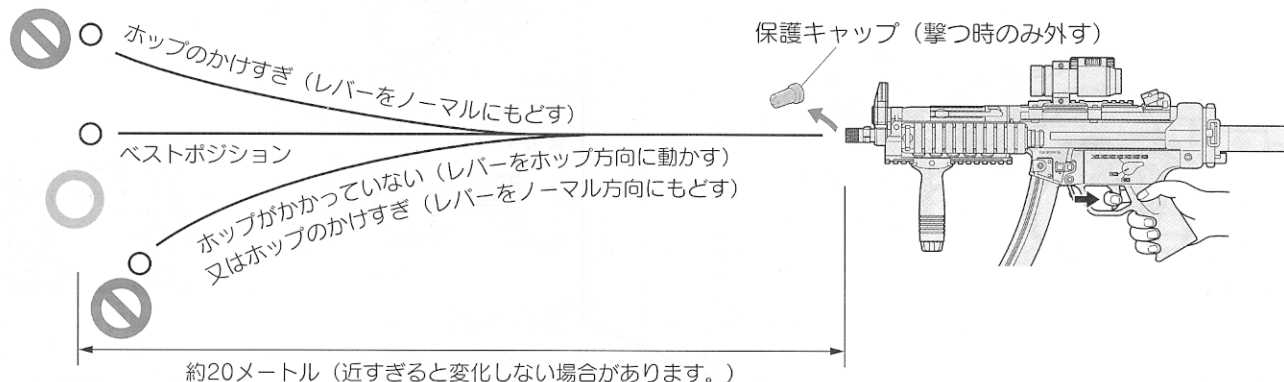 保護キャップ（撃つ時のみ外す）
ホップのかけすぎ（レバーをノーマルにもどす）
ベストポジション
ホップがかかっていない（レバーをホップ方向に動かす）
又はホップのかけすぎ（レバーをノーマル方向にもどす）
約20メートル（近すぎると変化しない場合があります。）